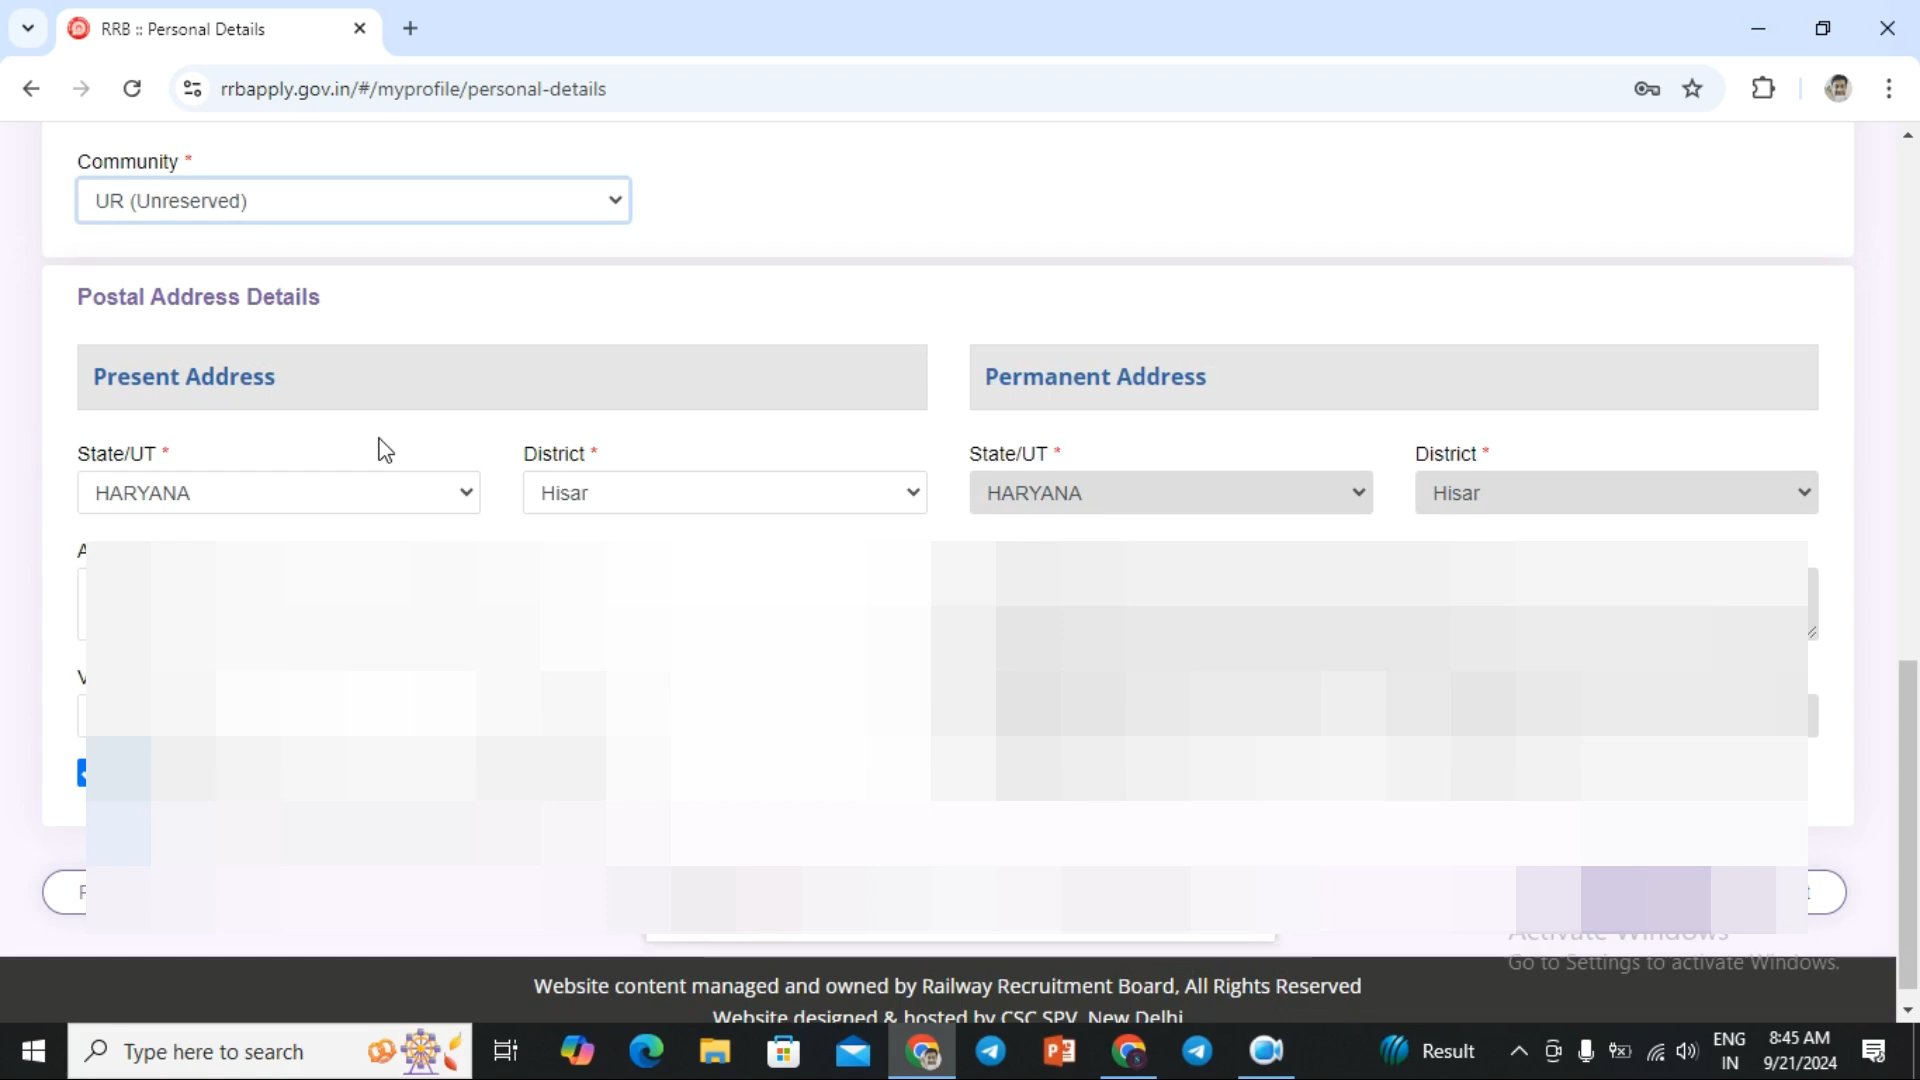 RRB :: Personal Details
rrbapply.gov.in/#/myprofile/personal-details
Community *
UR (Unreserved)
Postal Address Details
Present Address
Permanent Address
State/UT *
District *
State/UT *
District *
HARYANA
Hisar
HARYANA
Hisar
Activate Windows
Go to Settings to activate Windows.
Website content managed and owned by Railway Recruitment Board, All Rights Reserved
Website designed & hosted by CSC SPV, New Delhi
Type here to search
Result
ENG
IN
8:45 AM
9/21/2024